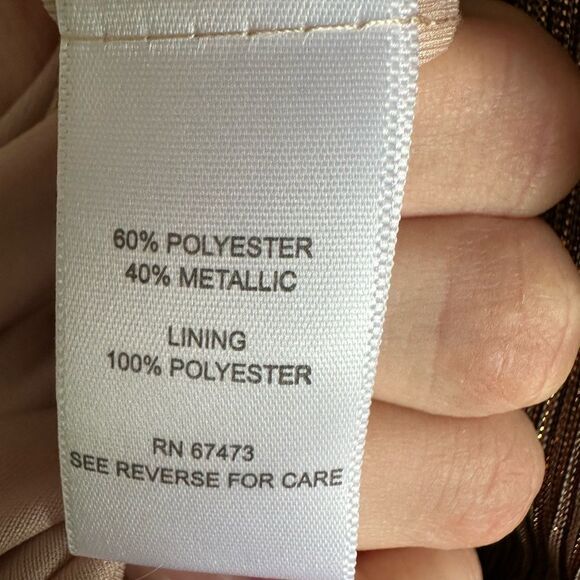 60% POLYESTER
40% METALLIC
LINING
100% POLYESTER
RN 67473
SEE REVERSE FOR CARE